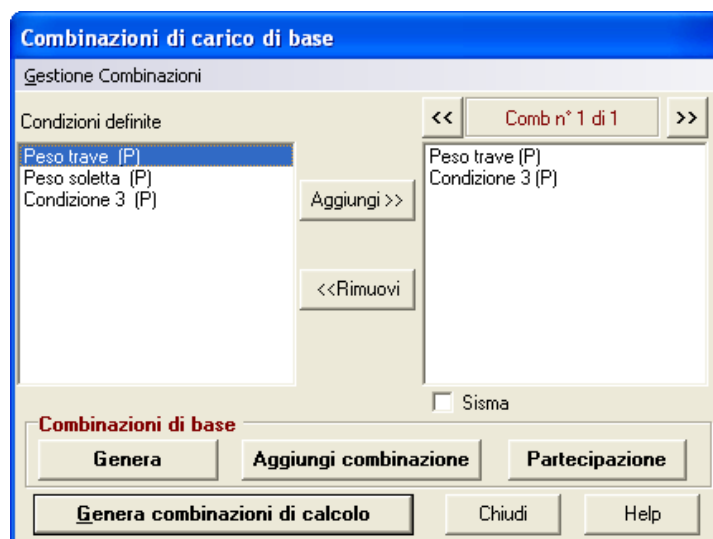 Combinazioni di carico di base
Gestione Combinazioni
Condizioni definite
<< Comb n° 1 di 1 >>
Peso trave (P)
Peso soletta (P)
Condizione 3 (P)
Aggiungi >>
<<Rimuovi
Peso trave (P)
Condizione 3 (P)
Sisma
Combinazioni di base
Genera Aggiungi combinazione Partecipazione
Genera combinazioni di calcolo Chiudi Help